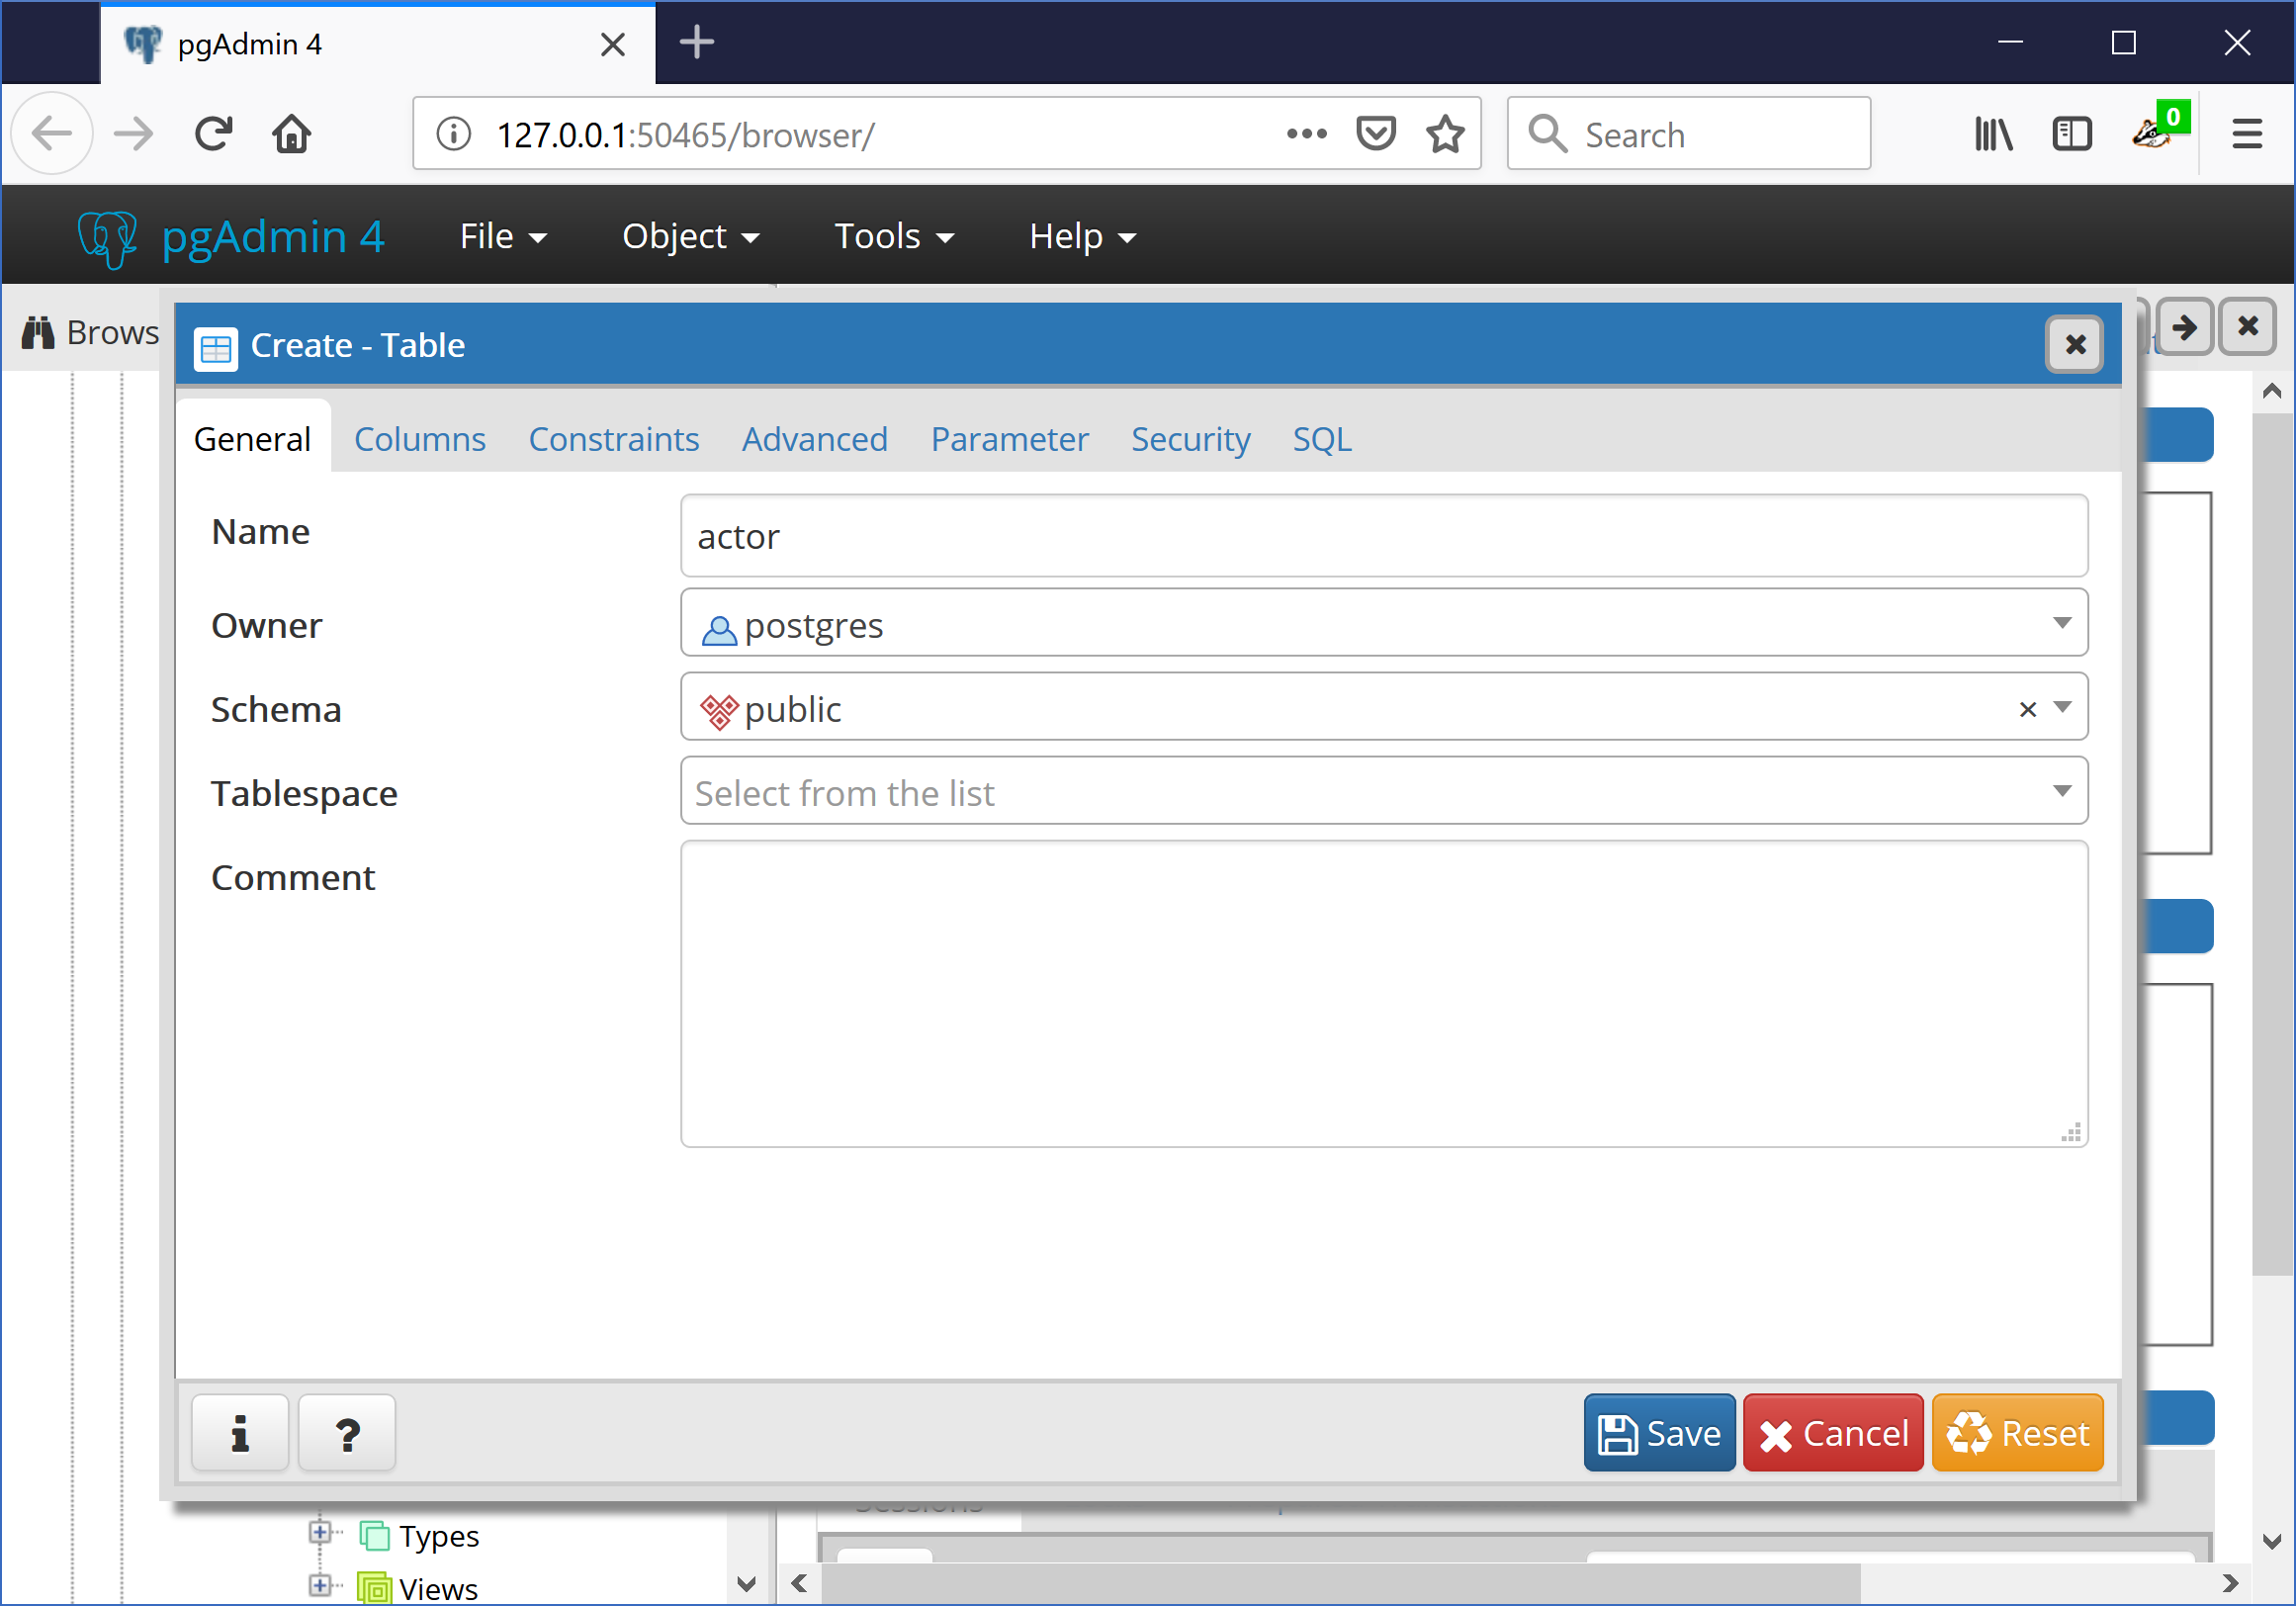 pgAdmin 4
127.0.0.1:50465/browser/
Search
0
pgAdmin 4
File
Object
Tools
Help
Brows
Create - Table
General
Columns
Constraints
Advanced
Parameter
Security
SQL
Name
actor
Owner
postgres
Schema
public
Tablespace
Select from the list
Comment
i
?
Save
Cancel
Reset
Sessions
Types
Views